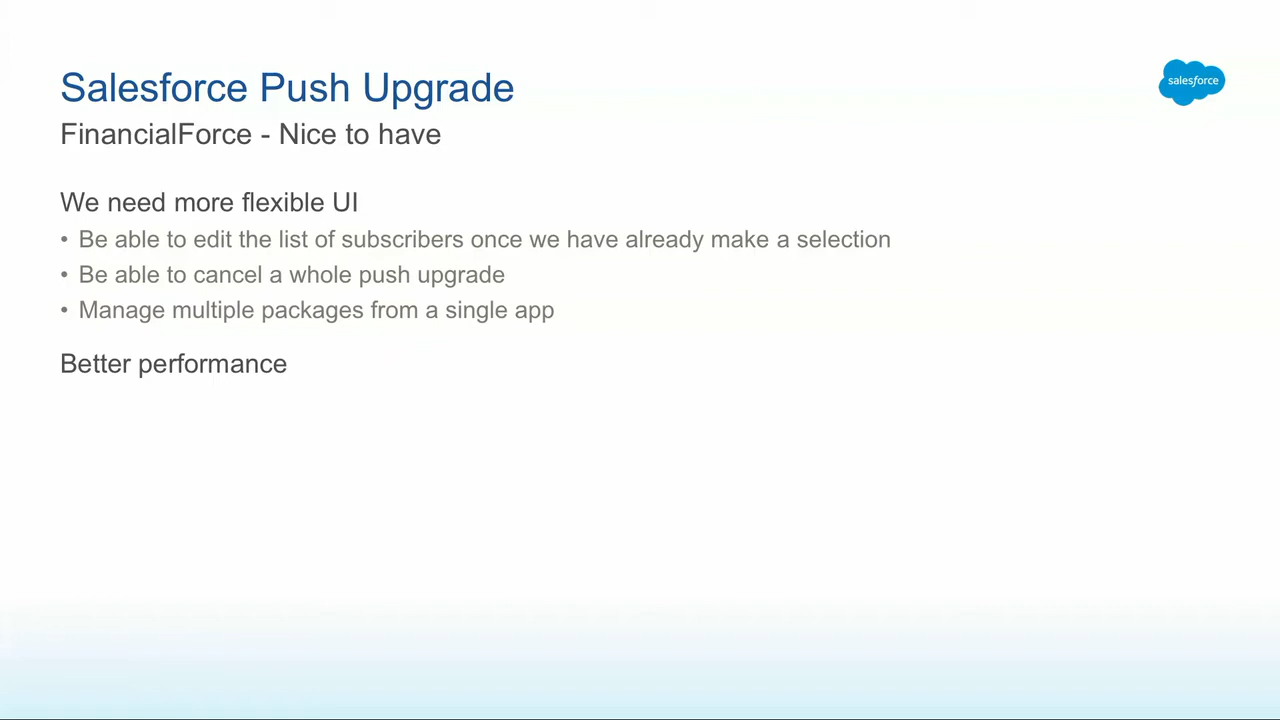 Salesforce Push Upgrade
salesforce
FinancialForce - Nice to have
We need more flexible UI
• Be able to edit the list of subscribers once we have already make a selection
• Be able to cancel a whole push upgrade
• Manage multiple packages from a single app
Better performance